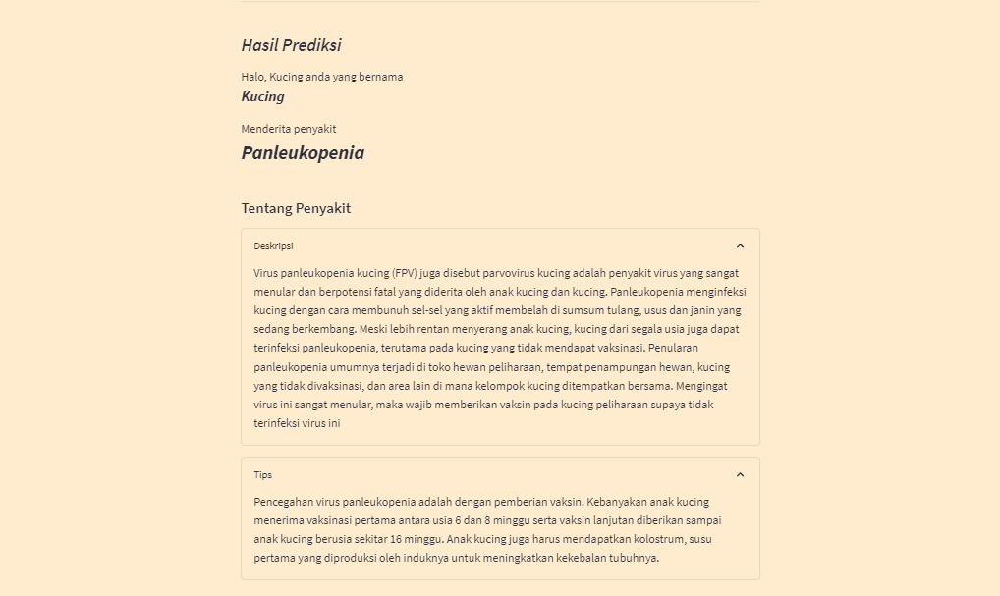 Hasil Prediksi
Halo, Kucing anda yang bernama
Kucing
Menderita penyakit
Panleukopenia
Tentang Penyakit
Deskripsi
Virus panleukopenia kucing (FPV) juga disebut parvovirus kucing adalah penyakit virus yang sangat
menular dan berpotensi fatal yang diderita oleh anak kucing dan kucing. Panleukopenia menginfeksi
kucing dengan cara membunuh sel-sel yang aktif membelah di sumsum tulang, usus dan janin yang
sedang berkembang. Meski lebih rentan menyerang anak kucing, kucing dari segala usia juga dapat
terinfeksi panleukopenia, terutama pada kucing yang tidak mendapat vaksinasi. Penularan
panleukopenia umumnya terjadi di toko hewan peliharaan, tempat penampungan hewan, kucing
yang tidak divaksinasi, dan area lain di mana kelompok kucing ditempatkan bersama. Mengingat
virus ini sangat menular, maka wajib memberikan vaksin pada kucing peliharaan supaya tidak
terinfeksi virus ini
Tips
Pencegahan virus panleukopenia adalah dengan pemberian vaksin. Kebanyakan anak kucing
menerima vaksinasi pertama antara usia 6 dan 8 minggu serta vaksin lanjutan diberikan sampai
anak kucing berusia sekitar 16 minggu. Anak kucing juga harus mendapatkan kolostrum, susu
pertama yang diproduksi oleh induknya untuk meningkatkan kekebalan tubuhnya.